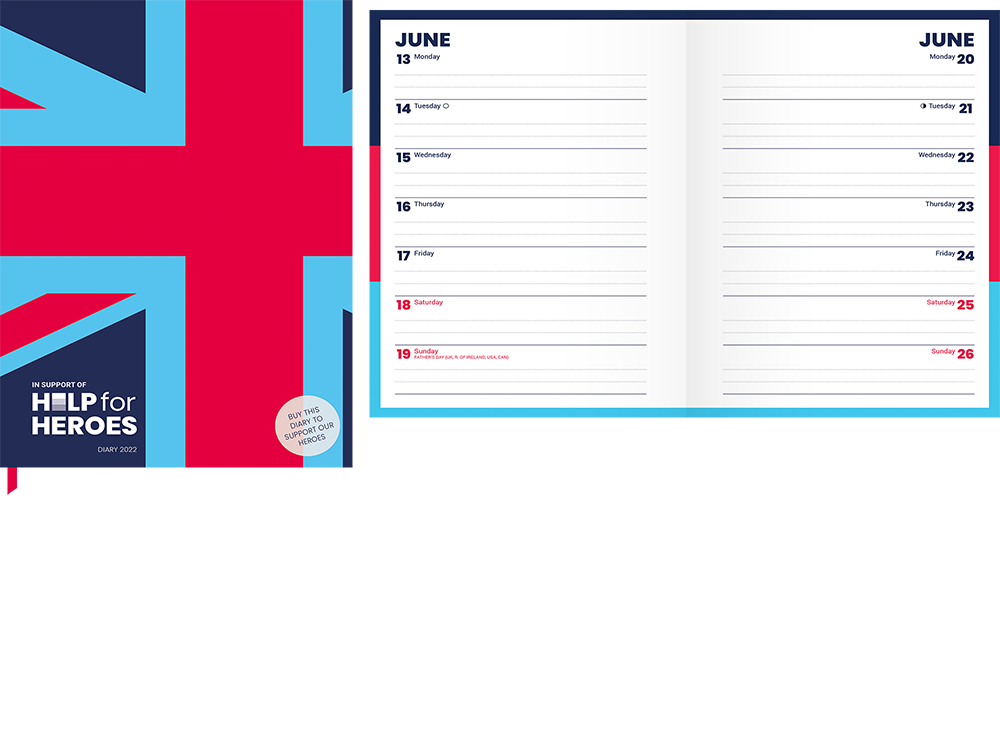 IN SUPPORT OF
HELP for
HEROES
DIARY 2022
BUY THIS
DIARY TO
SUPPORT OUR
HEROES
JUNE
13 Monday
14 Tuesday
15 Wednesday
16 Thursday
17 Friday
18 Saturday
19 Sunday
FATHER'S DAY (UK, R. OF IRELAND, USA, CAN)
JUNE
Monday 20
Tuesday 21
Wednesday 22
Thursday 23
Friday 24
Saturday 25
Sunday 26